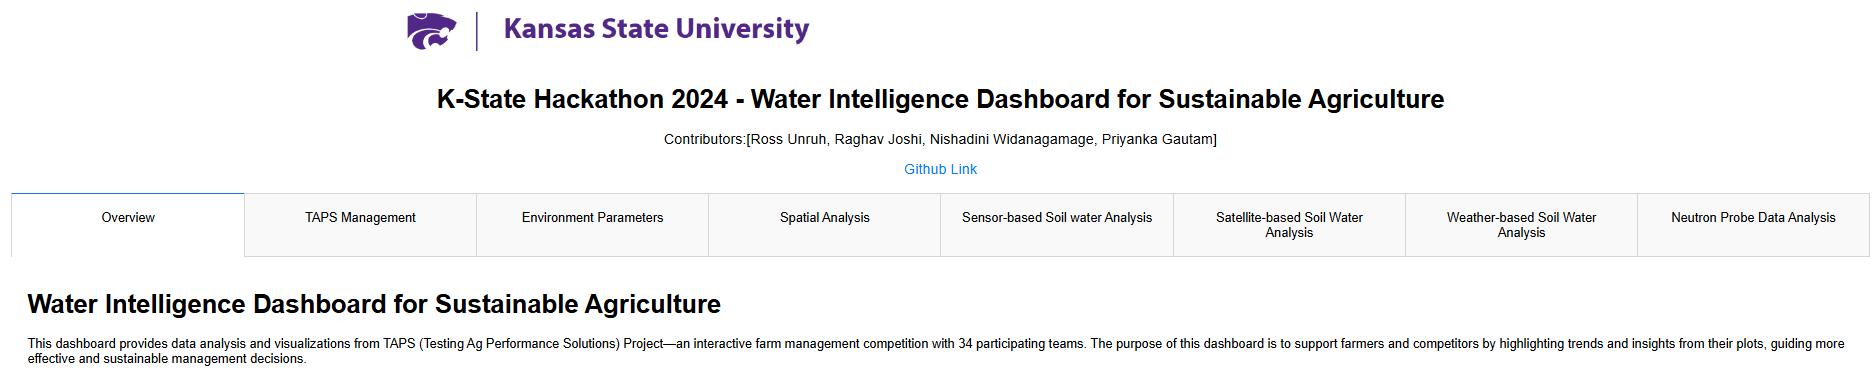 Kansas State University
K-State Hackathon 2024 - Water Intelligence Dashboard for Sustainable Agriculture
Contributors:[Ross Unruh, Raghav Joshi, Nishadini Widanagamage, Priyanka Gautam]
Github Link
Overview
TAPS Management
Environment Parameters
Spatial Analysis
Sensor-based Soil water Analysis
Satellite-based Soil Water
Analysis
Weather-based Soil Water
Analysis
Neutron Probe Data Analysis
Water Intelligence Dashboard for Sustainable Agriculture
This dashboard provides data analysis and visualizations from TAPS (Testing Ag Performance Solutions) Project—an interactive farm management competition with 34 participating teams. The purpose of this dashboard is to support farmers and competitors by highlighting trends and insights from their plots, guiding more
effective and sustainable management decisions.